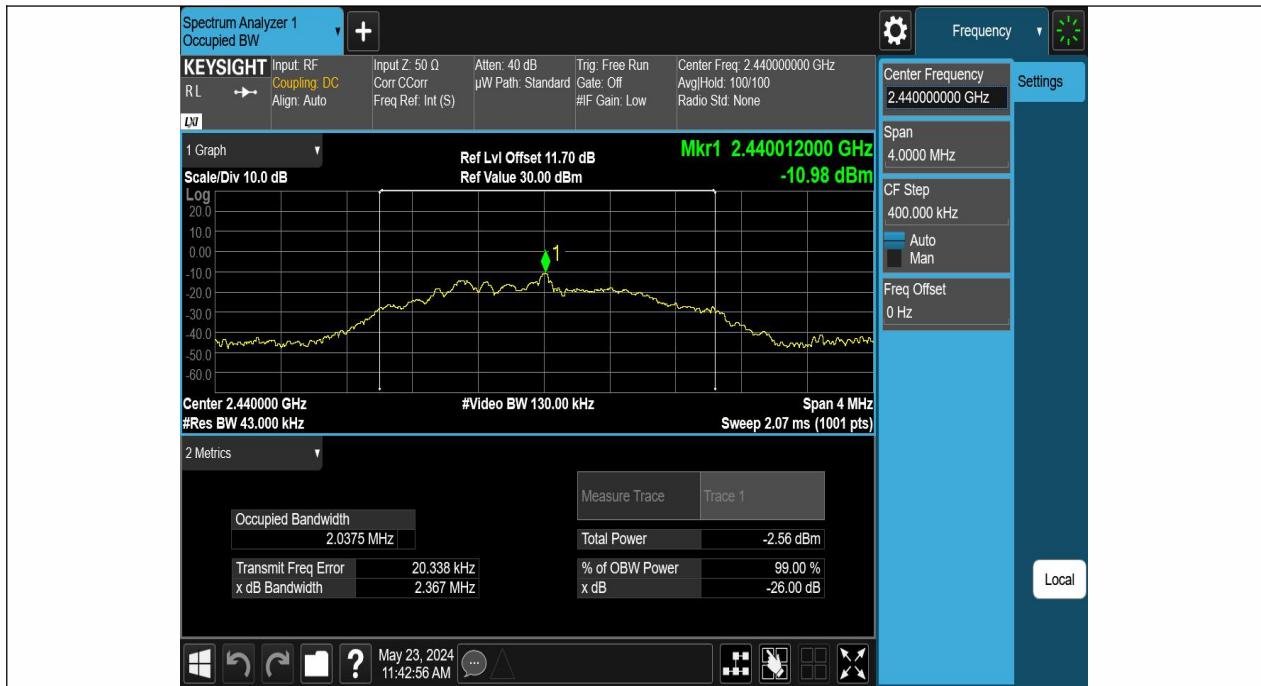 Spectrum Analyzer 1
Occupied BW
+
Frequency
KEYSIGHT
R L
LXI
Input: RF
Coupling: DC
Align: Auto
Input Z: 50 Ω
Corr CCorr
Freq Ref: Int (S)
Atten: 40 dB
µW Path: Standard
Trig: Free Run
Gate: Off
#IF Gain: Low
Center Freq: 2.440000000 GHz
Avg|Hold: 100/100
Radio Std: None
Center Frequency
2.440000000 GHz
Settings
Span
4.0000 MHz
CF Step
400.000 kHz
Auto
Man
Freq Offset
0 Hz
1 Graph
Scale/Div 10.0 dB
Ref Lvl Offset 11.70 dB
Ref Value 30.00 dBm
Mkr1 2.440012000 GHz
-10.98 dBm
Log
20.0
10.0
0.00
-10.0
-20.0
-30.0
-40.0
-50.0
-60.0
1
Center 2.440000 GHz
#Video BW 130.00 kHz
Span 4 MHz
#Res BW 43.000 kHz
Sweep 2.07 ms (1001 pts)
2 Metrics
Measure Trace Trace 1
Occupied Bandwidth
2.0375 MHz
Total Power -2.56 dBm
Transmit Freq Error 20.338 kHz
% of OBW Power 99.00 %
x dB Bandwidth 2.367 MHz
x dB -26.00 dB
Local
?
May 23, 2024
11:42:56 AM